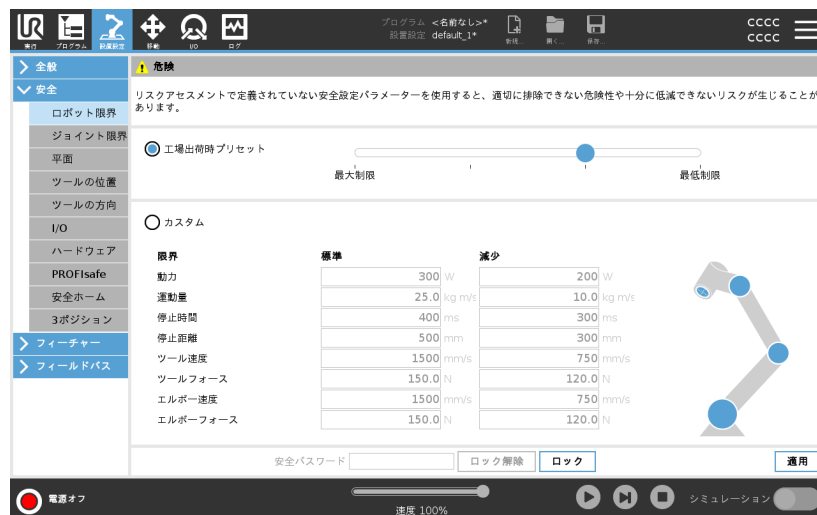 UR
プログラム <名前なし>*
設置設定 default_1*
cccc
cccc
実行 プログラム 設置設定 移動 I/O ログ
新規... 開く... 保存...
全般
危険
安全
リスクアセスメントで定義されていない安全設定パラメーターを使用すると、適切に排除できない危険性や十分に低減できないリスクが生じることが
あります。
ロボット限界
ジョイント限界
平面
ツールの位置
ツールの方向
I/O
ハードウェア
PROFIsafe
安全ホーム
3ポジション
フィーチャー
フィールドバス
工場出荷時プリセット
最大制限 最低制限
カスタム
限界 標準 減少
動力 300 W 200 W
運動量 25.0 kg m/s 10.0 kg m/s
停止時間 400 ms 300 ms
停止距離 500 mm 300 mm
ツール速度 1500 mm/s 750 mm/s
ツールフォース 150.0 N 120.0 N
エルボー速度 1500 mm/s 750 mm/s
エルボーフォース 150.0 N 120.0 N
安全パスワード ロック解除 ロック 適用
電源オフ
速度 100%
シミュレーション